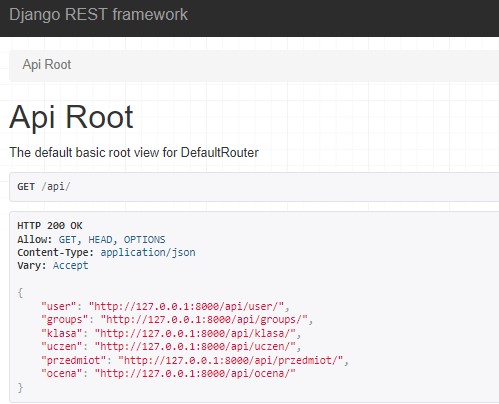 Django REST framework
Api Root
Api Root
The default basic root view for DefaultRouter
GET /api/
HTTP 200 OK
Allow: GET, HEAD, OPTIONS
Content-Type: application/json
Vary: Accept
{
    "user": "http://127.0.0.1:8000/api/user/",
    "groups": "http://127.0.0.1:8000/api/groups/",
    "klasa": "http://127.0.0.1:8000/api/klasa/",
    "uczen": "http://127.0.0.1:8000/api/uczen/",
    "przedmiot": "http://127.0.0.1:8000/api/przedmiot/",
    "ocena": "http://127.0.0.1:8000/api/ocena/"
}